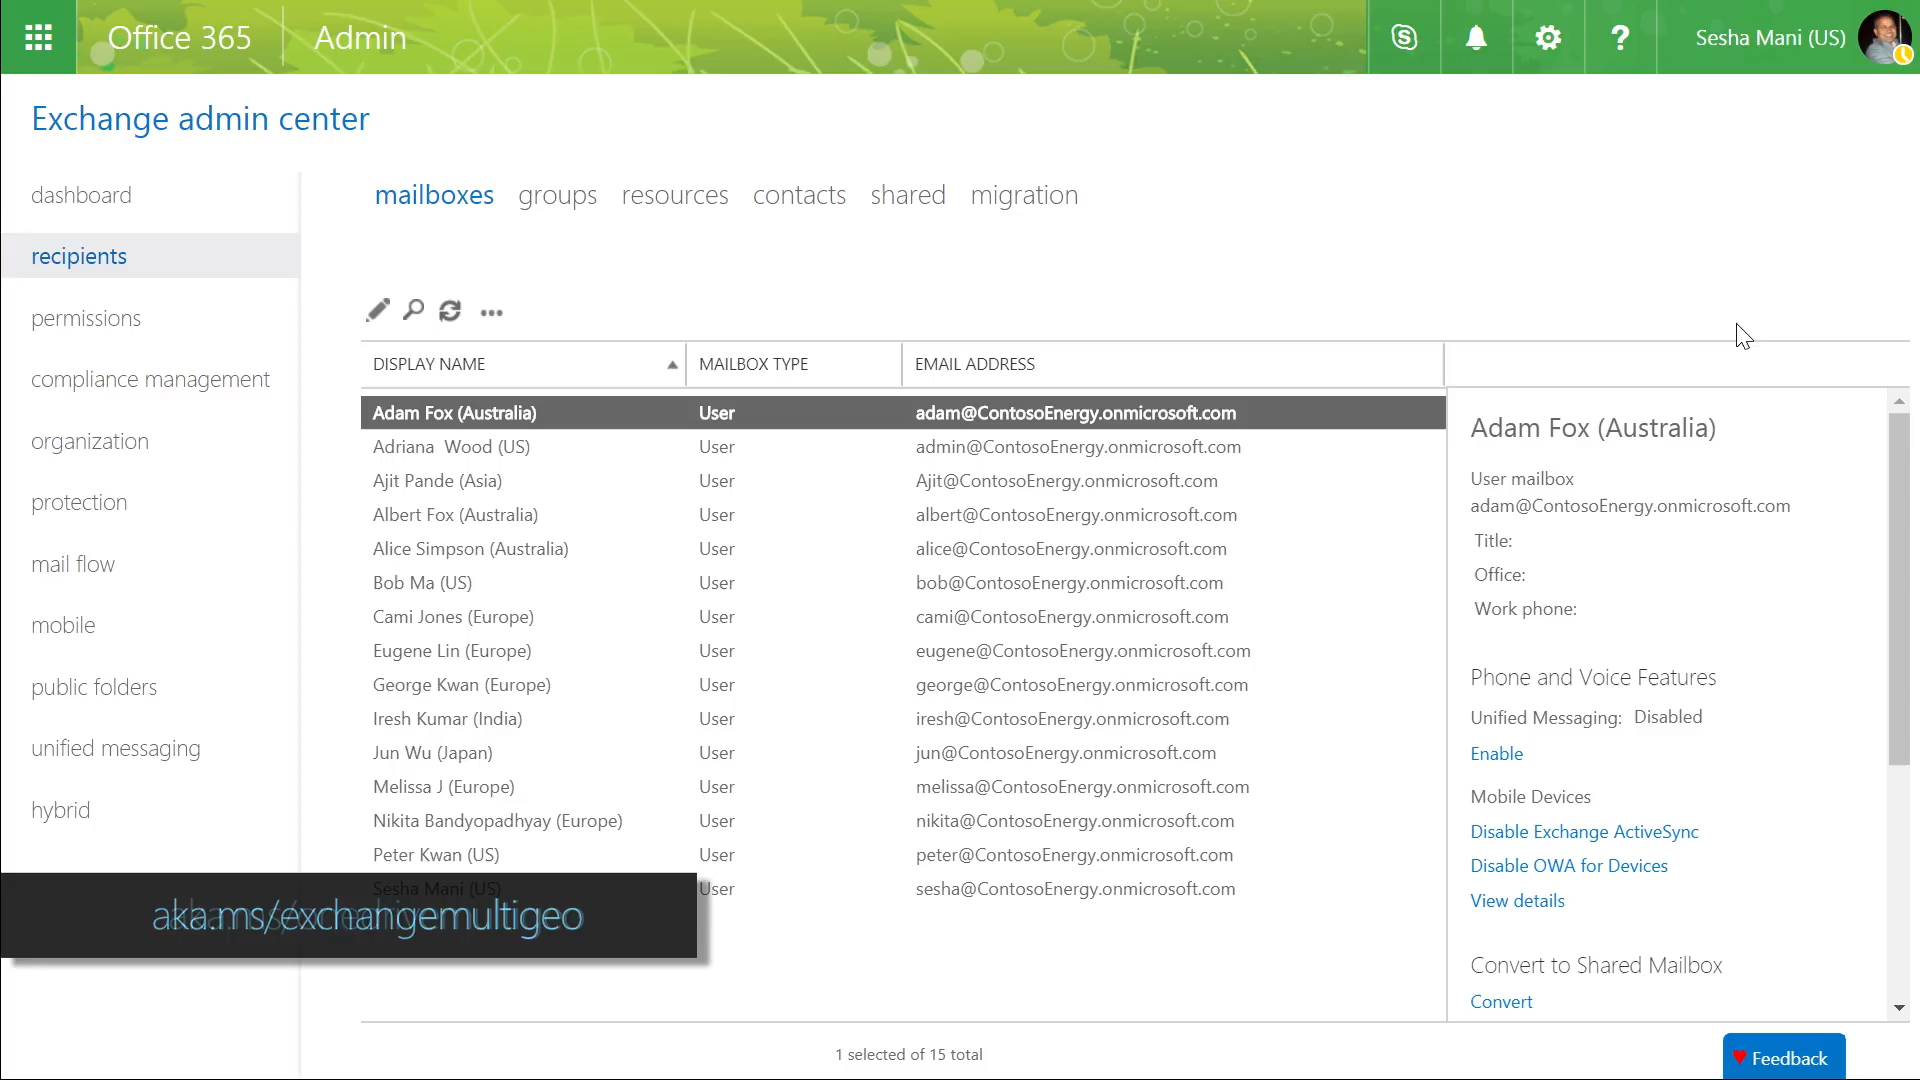 Office 365
Admin
Sesha Mani (US)
Exchange admin center
dashboard
recipients
permissions
compliance management
organization
protection
mail flow
mobile
public folders
unified messaging
hybrid
mailboxes groups resources contacts shared migration
DISPLAY NAME MAILBOX TYPE EMAIL ADDRESS
Adam Fox (Australia) User adam@ContosoEnergy.onmicrosoft.com
Adriana  Wood (US) User admin@ContosoEnergy.onmicrosoft.com
Ajit Pande (Asia) User Ajit@ContosoEnergy.onmicrosoft.com
Albert Fox (Australia) User albert@ContosoEnergy.onmicrosoft.com
Alice Simpson (Australia) User alice@ContosoEnergy.onmicrosoft.com
Bob Ma (US) User bob@ContosoEnergy.onmicrosoft.com
Cami Jones (Europe) User cami@ContosoEnergy.onmicrosoft.com
Eugene Lin (Europe) User eugene@ContosoEnergy.onmicrosoft.com
George Kwan (Europe) User george@ContosoEnergy.onmicrosoft.com
Iresh Kumar (India) User iresh@ContosoEnergy.onmicrosoft.com
Jun Wu (Japan) User jun@ContosoEnergy.onmicrosoft.com
Melissa J (Europe) User melissa@ContosoEnergy.onmicrosoft.com
Nikita Bandyopadhyay (Europe) User nikita@ContosoEnergy.onmicrosoft.com
Peter Kwan (US) User peter@ContosoEnergy.onmicrosoft.com
Sesha Mani (US) User sesha@ContosoEnergy.onmicrosoft.com
1 selected of 15 total
Adam Fox (Australia)
User mailbox
adam@ContosoEnergy.onmicrosoft.com
Title:
Office:
Work phone:
Phone and Voice Features
Unified Messaging: Disabled
Enable
Mobile Devices
Disable Exchange ActiveSync
Disable OWA for Devices
View details
Convert to Shared Mailbox
Convert
Feedback